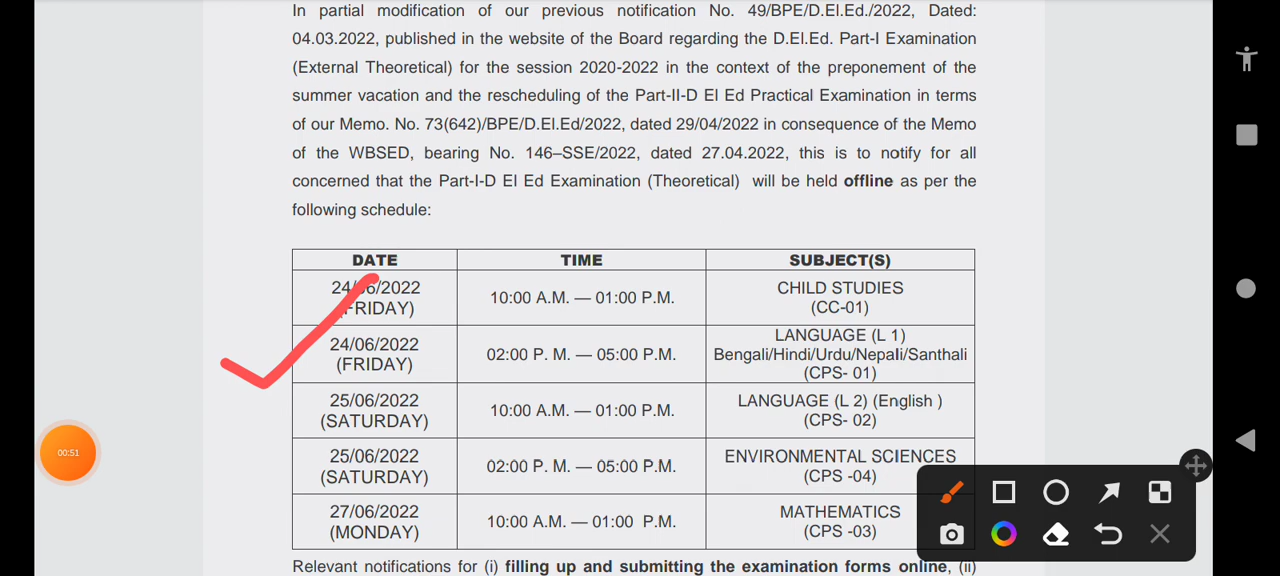 In partial modification of our previous notification No. 49/BPE/D.El.Ed./2022, Dated:
04.03.2022, published in the website of the Board regarding the D.El.Ed. Part-I Examination
(External Theoretical) for the session 2020-2022 in the context of the preponement of the
summer vacation and the rescheduling of the Part-II-D El Ed Practical Examination in terms
of our Memo. No. 73(642)/BPE/D.El.Ed/2022, dated 29/04/2022 in consequence of the Memo
of the WBSED, bearing No. 146–SSE/2022, dated 27.04.2022, this is to notify for all
concerned that the Part-I-D El Ed Examination (Theoretical) will be held offline as per the
following schedule:
DATE TIME SUBJECT(S)
24/06/2022 (FRIDAY) 10:00 A.M. — 01:00 P.M. CHILD STUDIES (CC-01)
24/06/2022 (FRIDAY) 02:00 P. M. — 05:00 P.M. LANGUAGE (L 1) Bengali/Hindi/Urdu/Nepali/Santhali (CPS- 01)
25/06/2022 (SATURDAY) 10:00 A.M. — 01:00 P.M. LANGUAGE (L 2) (English ) (CPS- 02)
25/06/2022 (SATURDAY) 02:00 P. M. — 05:00 P.M. ENVIRONMENTAL SCIENCES (CPS -04)
27/06/2022 (MONDAY) 10:00 A.M. — 01:00 P.M. MATHEMATICS (CPS -03)
Relevant notifications for (i) filling up and submitting the examination forms online, (ii)
00:51